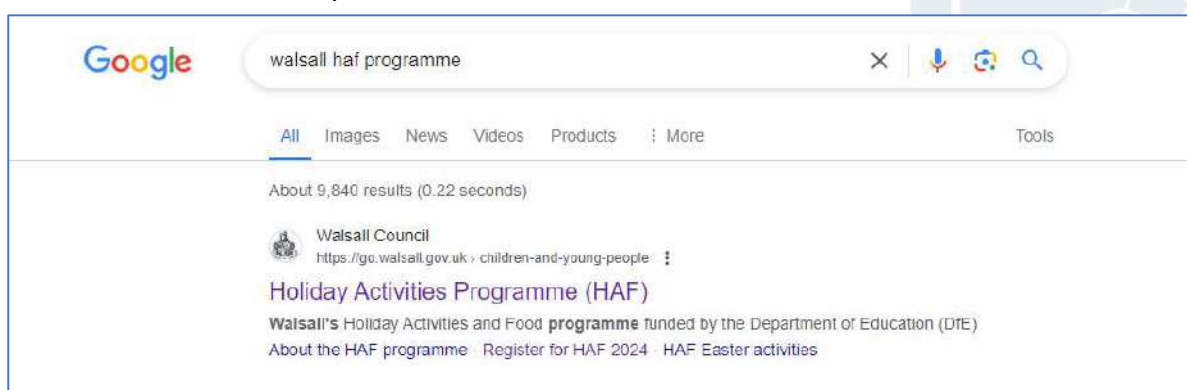 Google
walsall haf programme
All Images News Videos Products More Tools
About 9,840 results (0.22 seconds)
Walsall Council
https://go.walsall.gov.uk › children-and-young-people
Holiday Activities Programme (HAF)
Walsall's Holiday Activities and Food programme funded by the Department of Education (DfE)
About the HAF programme · Register for HAF 2024 · HAF Easter activities